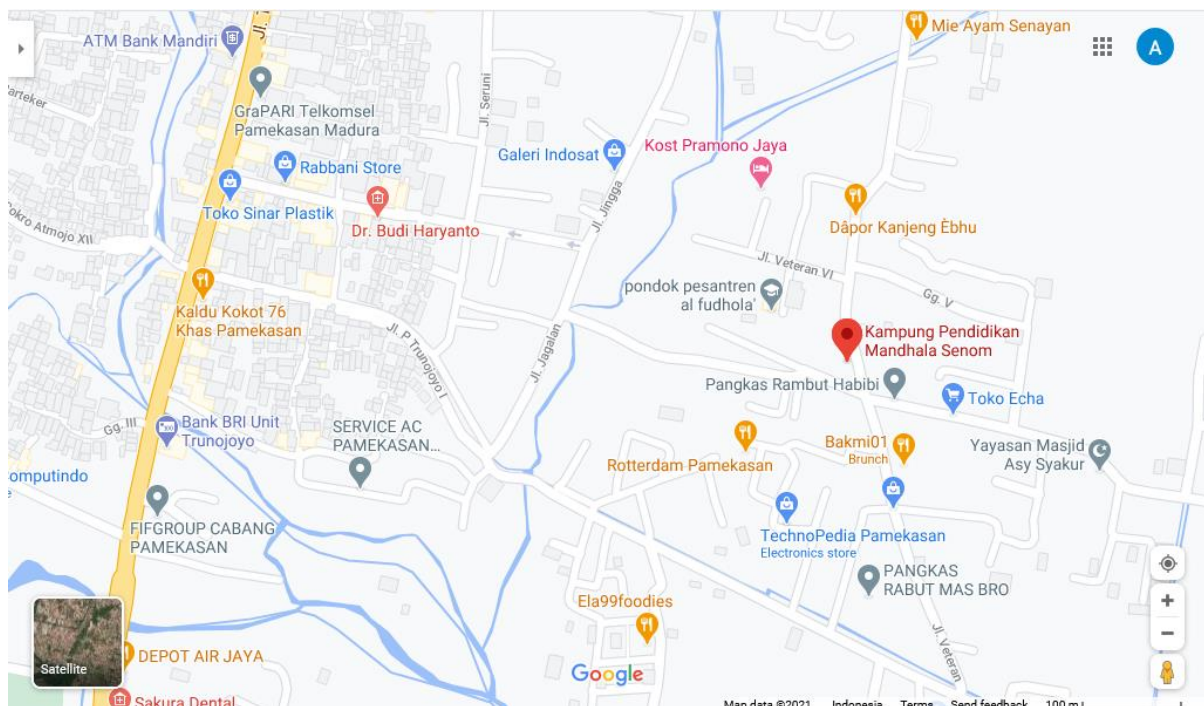 Mie Ayam Senayan
ATM Bank Mandiri
A
GraPARI Telkomsel
Pamekasan Madura
Jl. Seruni
Galeri Indosat
Kost Pramono Jaya
Rabbani Store
Toko Sinar Plastik
Dr. Budi Haryanto
Jl. Jingga
Dåpor Kanjeng Èbhu
Jl. Veteran VI
Gg. V
pondok pesantren
al fudhola'
Kaldu Kokot 76
Khas Pamekasan
Jl. P Trunojoyo I
Jl. Jagalan
Kampung Pendidikan
Mandhala Senom
Pangkas Rambut Habibi
Toko Echa
Gg. III
Bank BRI Unit
Trunojoyo
SERVICE AC
PAMEKASAN...
Rotterdam Pamekasan
Bakmi01
Brunch
Yayasan Masjid
Asy Syakur
omputindo
FIFGROUP CABANG
PAMEKASAN
TechnoPedia Pamekasan
Electronics store
PANGKAS
RABUT MAS BRO
Ela99foodies
Jl. Veteran
Satellite
DEPOT AIR JAYA
Google
Sakura Dental
Map data ©2021 Indonesia Terms Send feedback 100 m